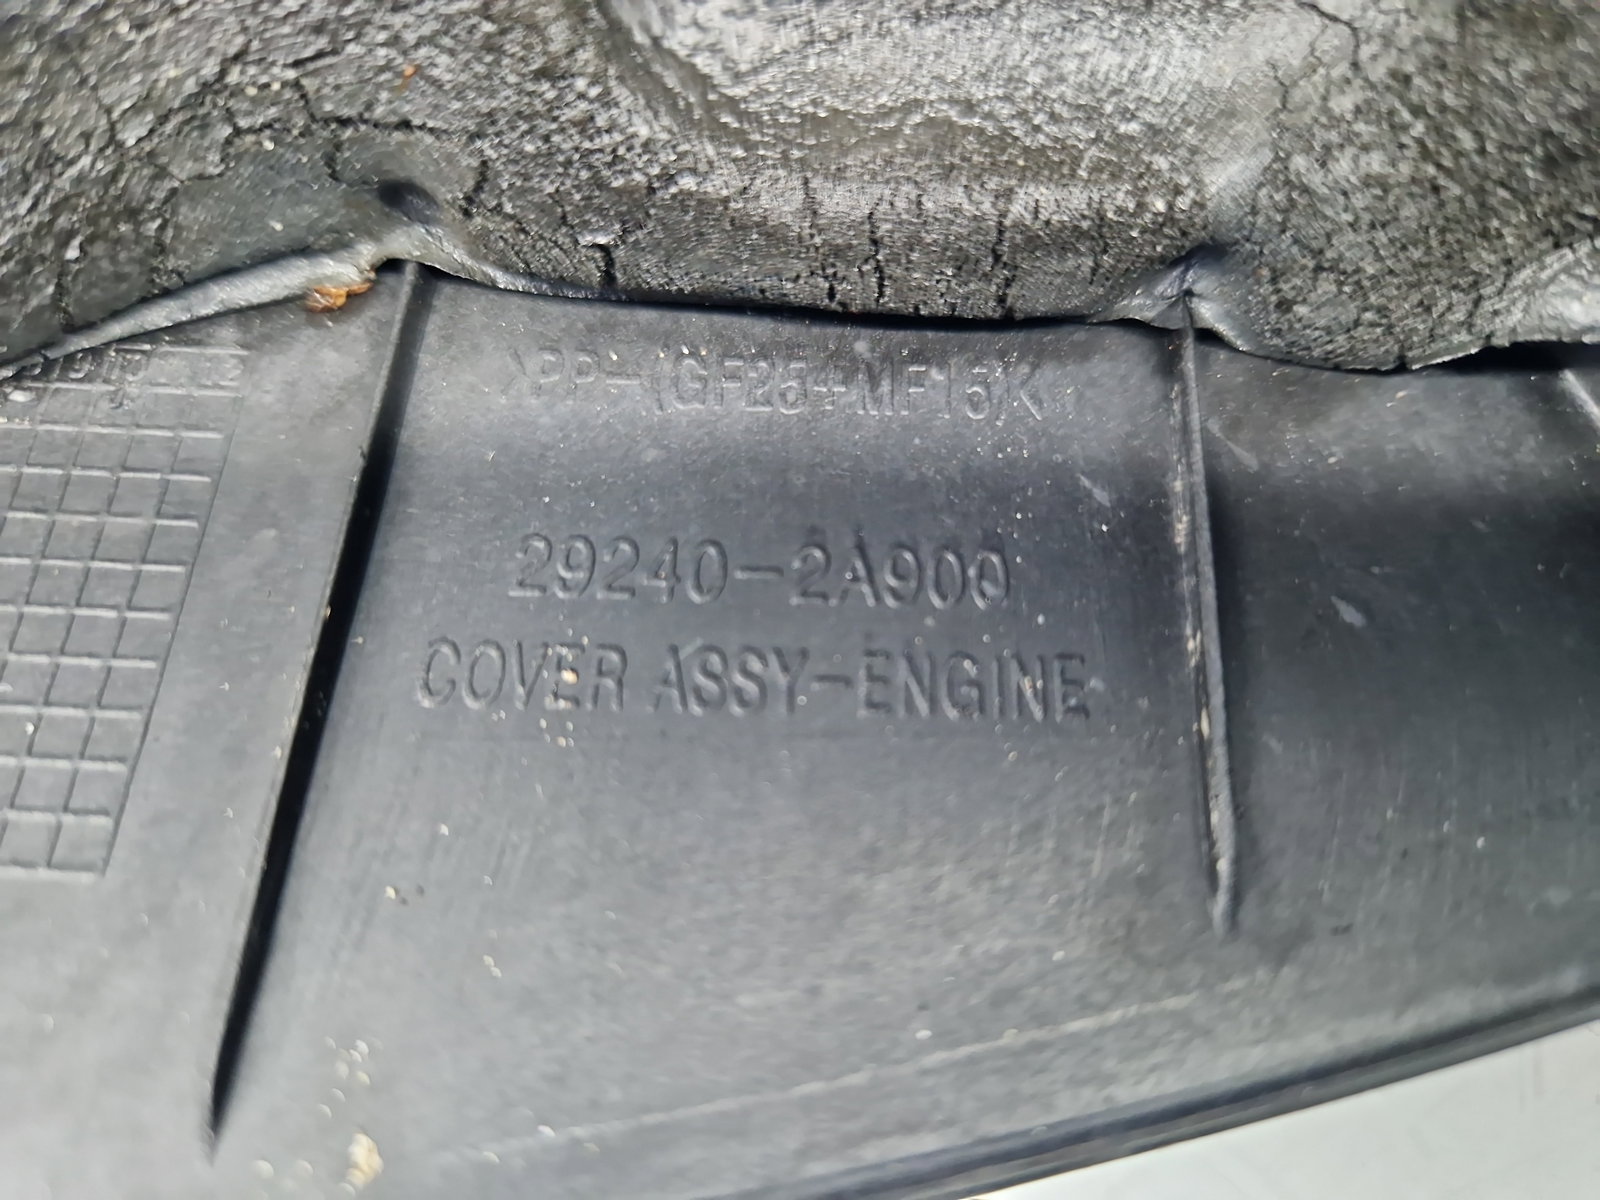 >PP-(GF25+MF15)<
29240-2A900
COVER ASSY-ENGINE